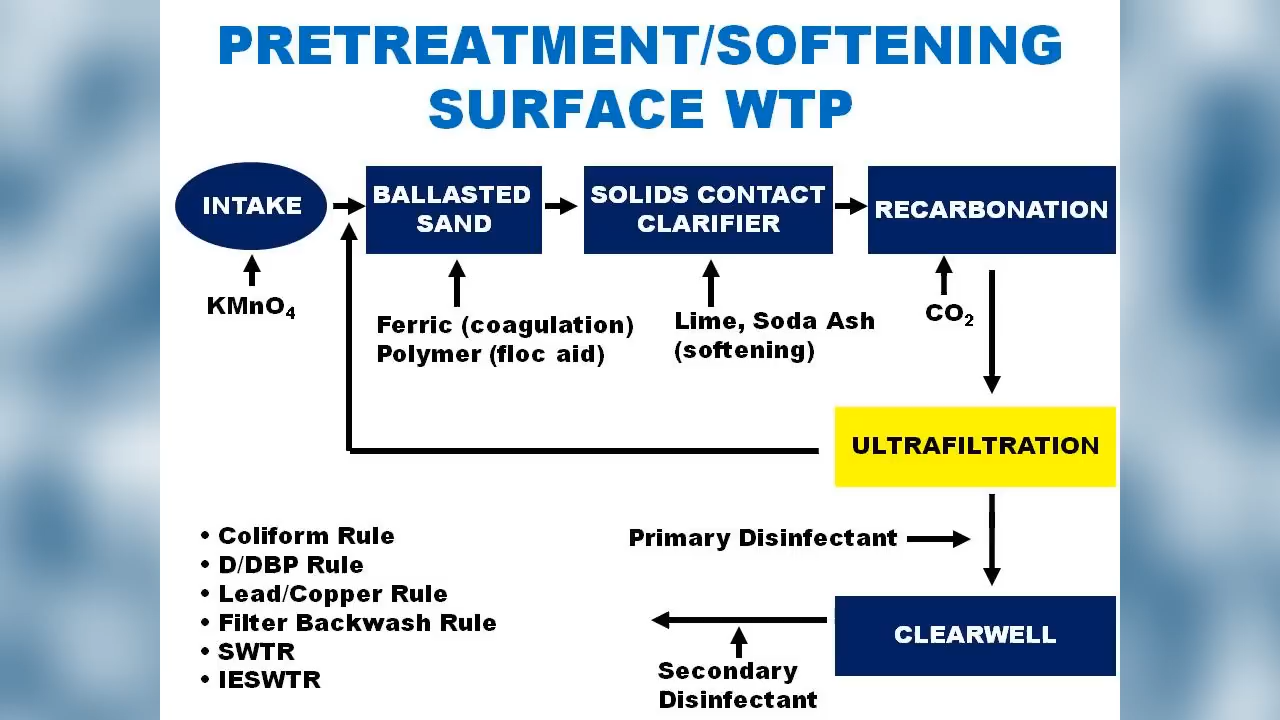 PRETREATMENT/SOFTENING
SURFACE WTP
INTAKE
BALLASTED
SAND
SOLIDS CONTACT
CLARIFIER
RECARBONATION
KMnO₄
Ferric (coagulation)
Polymer (floc aid)
Lime, Soda Ash
(softening)
CO₂
ULTRAFILTRATION
Primary Disinfectant
• Coliform Rule
• D/DBP Rule
• Lead/Copper Rule
• Filter Backwash Rule
• SWTR
• IESWTR
CLEARWELL
Secondary
Disinfectant